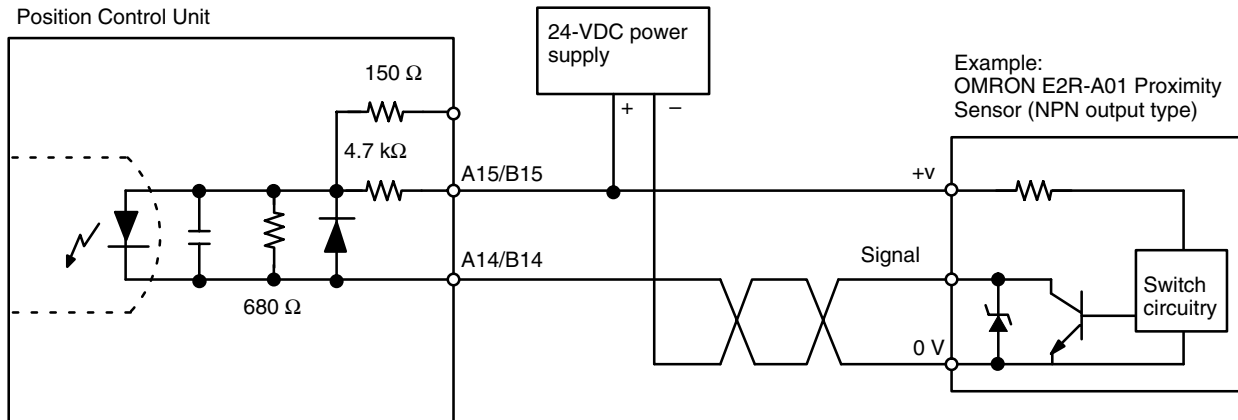 Position Control Unit
24-VDC power
supply
150 Ω
Example:
OMRON E2R-A01 Proximity
Sensor (NPN output type)
+
−
4.7 kΩ
A15/B15
+v
A14/B14
Signal
Switch
circuitry
680 Ω
0 V